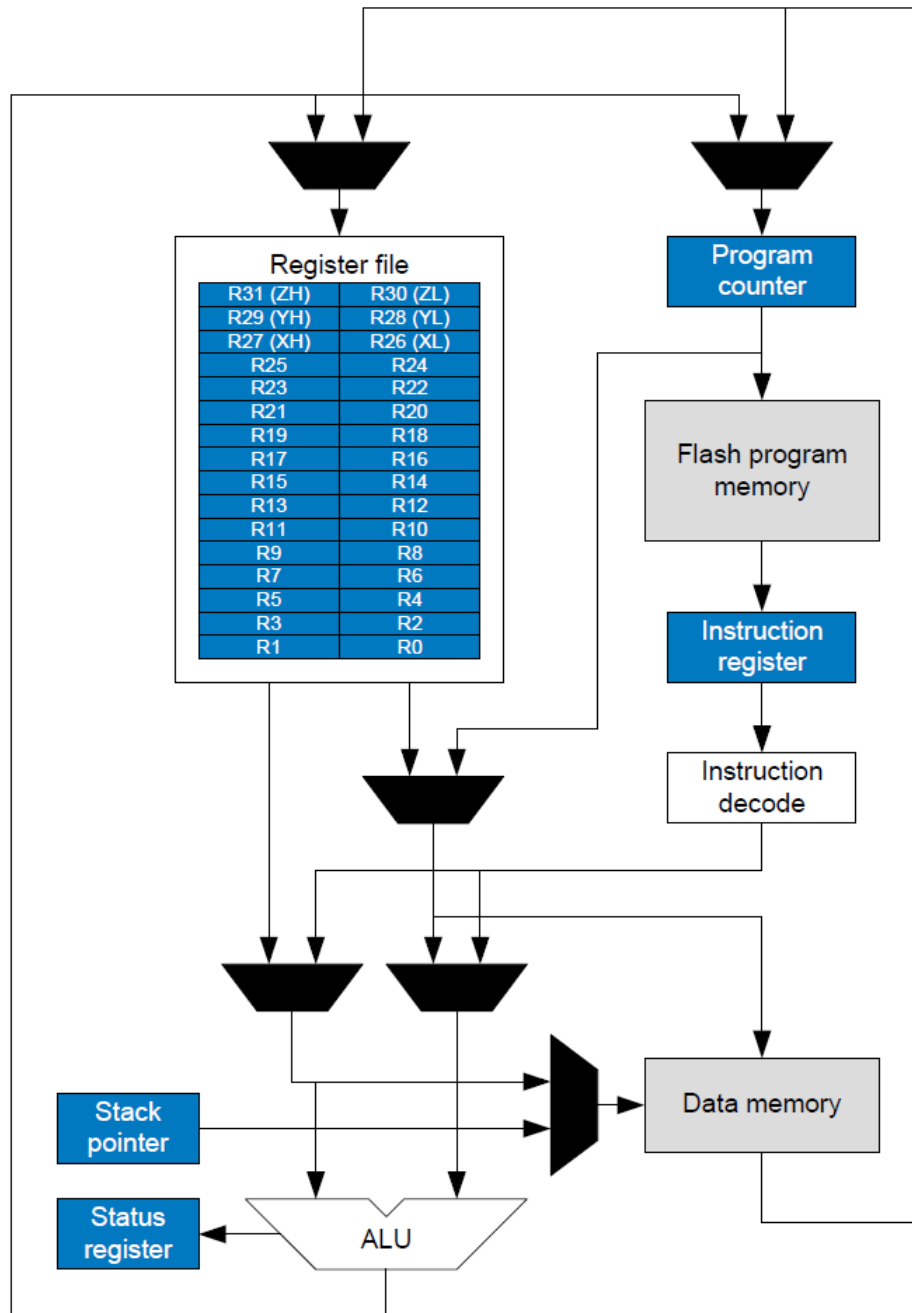 Register file
R31 (ZH) R30 (ZL)
R29 (YH) R28 (YL)
R27 (XH) R26 (XL)
R25 R24
R23 R22
R21 R20
R19 R18
R17 R16
R15 R14
R13 R12
R11 R10
R9 R8
R7 R6
R5 R4
R3 R2
R1 R0
Program
counter
Flash program
memory
Instruction
register
Instruction
decode
Stack
pointer
Data memory
Status
register
ALU